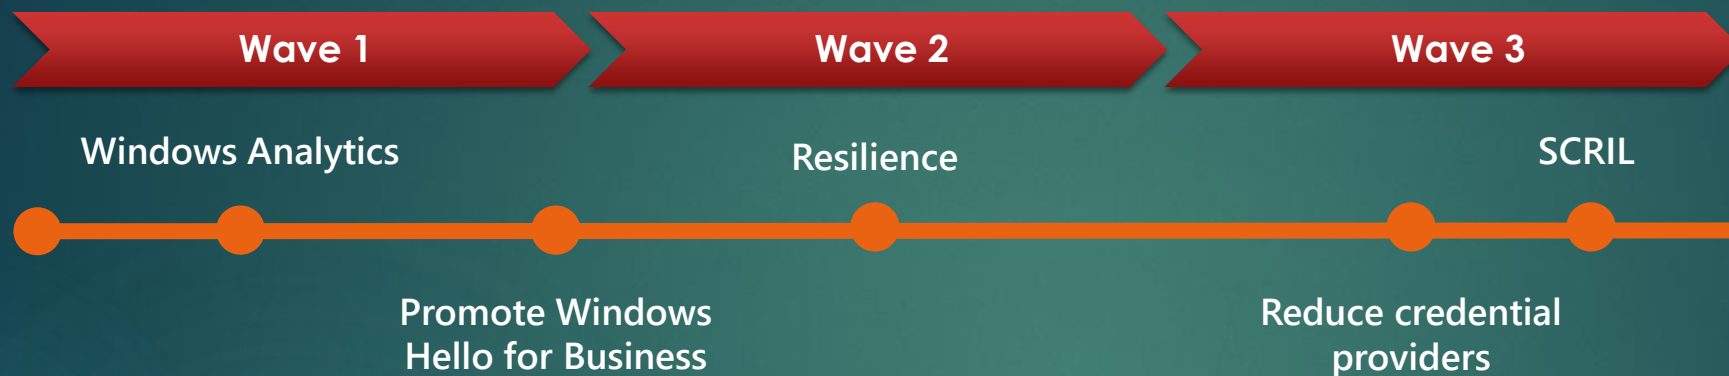 Wave 1
Wave 2
Wave 3
Windows Analytics
Resilience
SCRIL
Promote Windows
Hello for Business
Reduce credential
providers